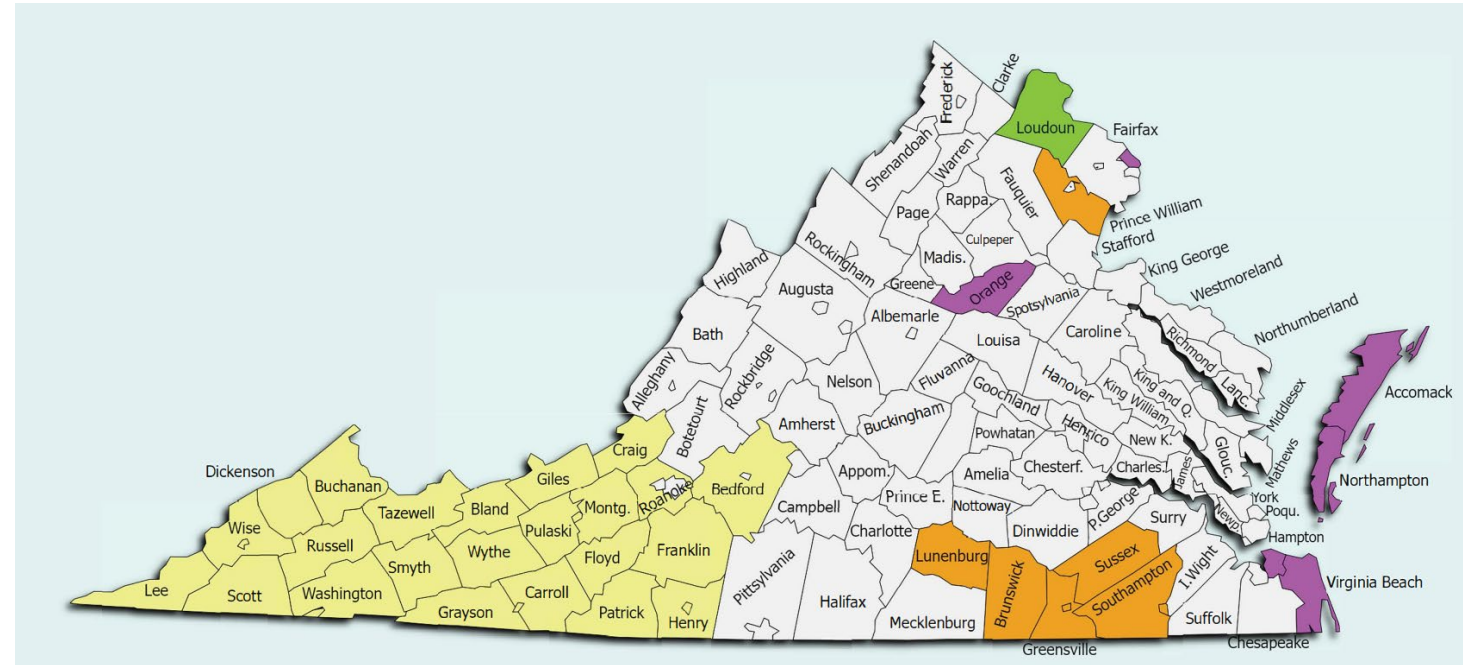 Frederick
Clarke
Loudoun
Fairfax
Shenandoah
Warren
Fauquier
Prince William
Stafford
Page
Rappa.
Culpeper
Madis.
King George
Westmoreland
Northumberland
Highland
Rockingham
Greene
Orange
Spotsylvania
Augusta
Albemarle
Louisa
Caroline
Richmond
Lanc.
Bath
Alleghany
Rockbridge
Nelson
Fluvanna
Goochland
Hanover
King William
King and Q.
Middlesex
Accomack
Botetourt
Amherst
Buckingham
Powhatan
Henrico
New K.
Glouc.
Mathews
Craig
Dickenson
Buchanan
Giles
Roanoke
Bedford
Appom.
Amelia
Chesterf.
Charles.
James
Northampton
York
Poqu.
Newp.
Hampton
Tazewell
Bland
Montg.
Pulaski
Campbell
Prince E.
Nottoway
P.George
Surry
Dinwiddie
Charlotte
Wise
Russell
Smyth
Wythe
Floyd
Franklin
Lunenburg
Sussex
I.Wight
Lee
Scott
Washington
Grayson
Carroll
Patrick
Henry
Pittsylvania
Halifax
Mecklenburg
Brunswick
Southampton
Suffolk
Virginia Beach
Greensville
Chesapeake